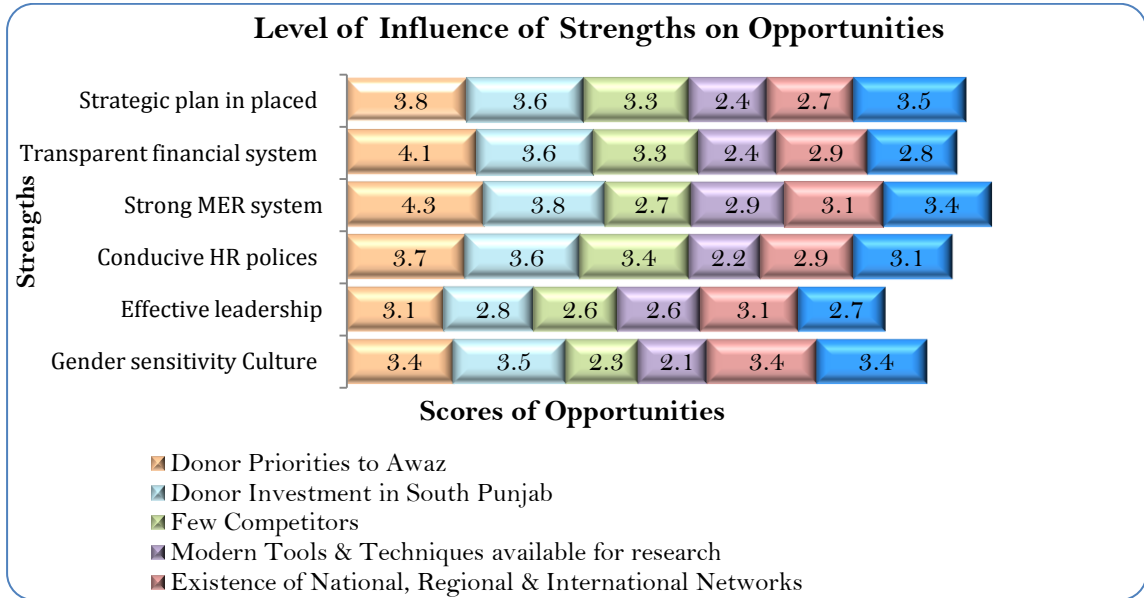 Level of Influence of Strengths on Opportunities
Strategic plan in placed 3.8 3.6 3.3 2.4 2.7 3.5
Transparent financial system 4.1 3.6 3.3 2.4 2.9 2.8
Strong MER system 4.3 3.8 2.7 2.9 3.1 3.4
Conducive HR polices 3.7 3.6 3.4 2.2 2.9 3.1
Effective leadership 3.1 2.8 2.6 2.6 3.1 2.7
Gender sensitivity Culture 3.4 3.5 2.3 2.1 3.4 3.4
Strengths
Scores of Opportunities
Donor Priorities to Awaz
Donor Investment in South Punjab
Few Competitors
Modern Tools & Techniques available for research
Existence of National, Regional & International Networks